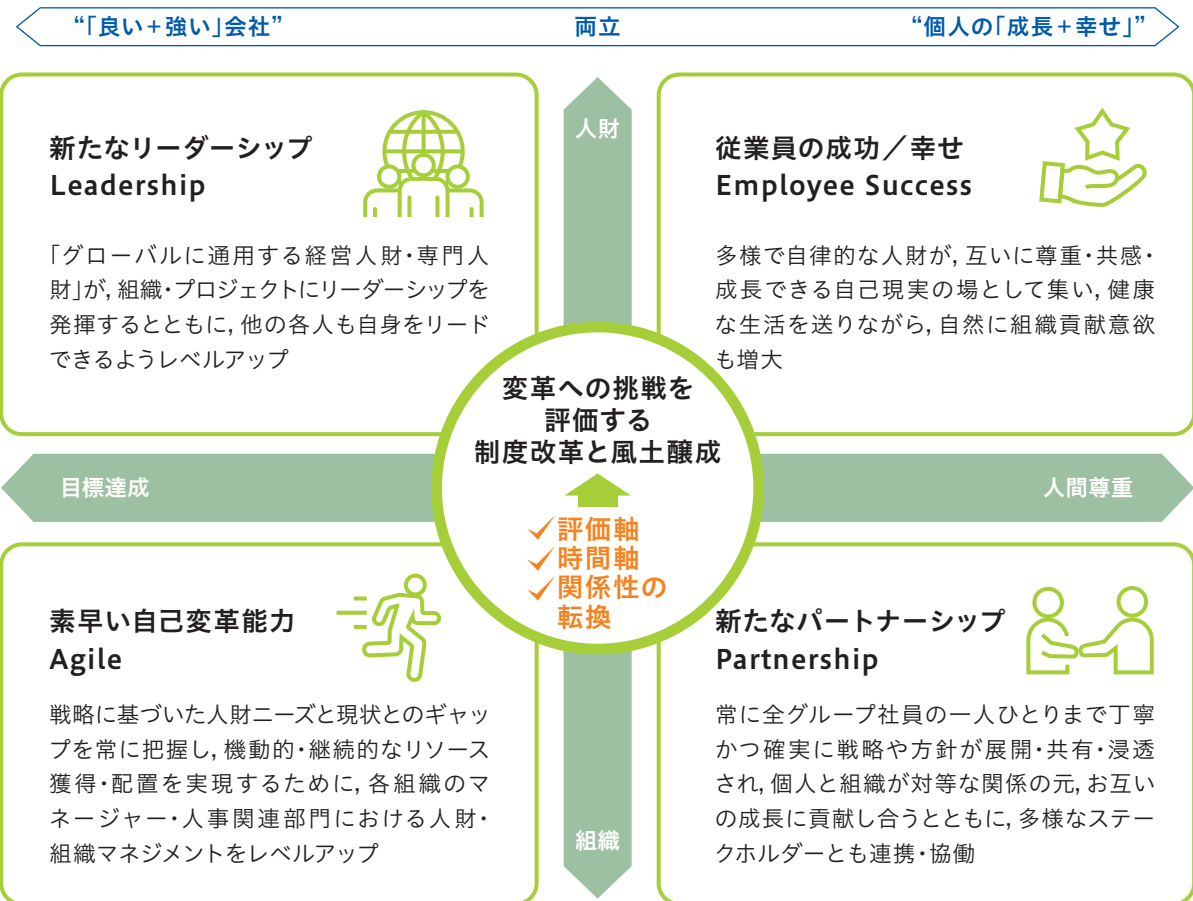 “「良い+強い」会社”
両立
“個人の「成長+幸せ」”
人財
新たなリーダーシップ
Leadership
「グローバルに通用する経営人財・専門人
財」が, 組織・プロジェクトにリーダーシップを
発揮するとともに, 他の各人も自身をリード
できるようレベルアップ
従業員の成功／幸せ
Employee Success
多様で自律的な人財が, 互いに尊重・共感・
成長できる自己現実の場として集い, 健康
な生活を送りながら, 自然に組織貢献意欲
も増大
変革への挑戦を
評価する
制度改革と風土醸成
✓評価軸
✓時間軸
✓関係性の
転換
目標達成
人間尊重
素早い自己変革能力
Agile
戦略に基づいた人財ニーズと現状とのギャッ
プを常に把握し, 機動的・継続的なリソース
獲得・配置を実現するために, 各組織のマ
ネージャー・人事関連部門における人財・
組織マネジメントをレベルアップ
新たなパートナーシップ
Partnership
常に全グループ社員の一人ひとりまで丁寧
かつ確実に戦略や方針が展開・共有・浸透
され, 個人と組織が対等な関係の元, お互い
の成長に貢献し合うとともに, 多様なステー
クホルダーとも連携・協働
組織